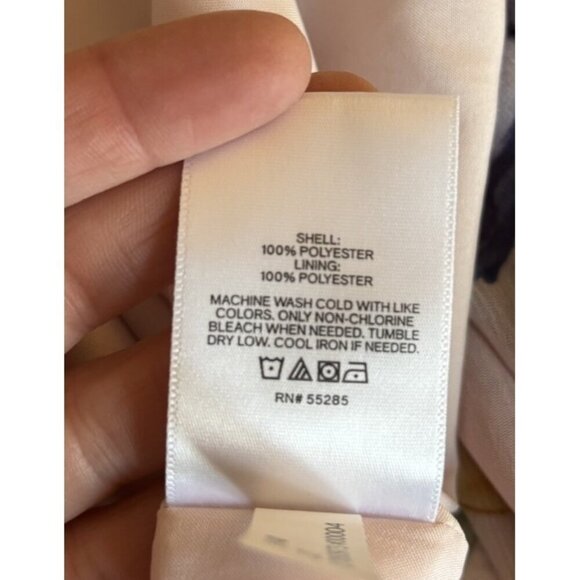 SHELL:
100% POLYESTER
LINING:
100% POLYESTER
MACHINE WASH COLD WITH LIKE
COLORS. ONLY NON-CHLORINE
BLEACH WHEN NEEDED. TUMBLE
DRY LOW. COOL IRON IF NEEDED.
RN# 55285